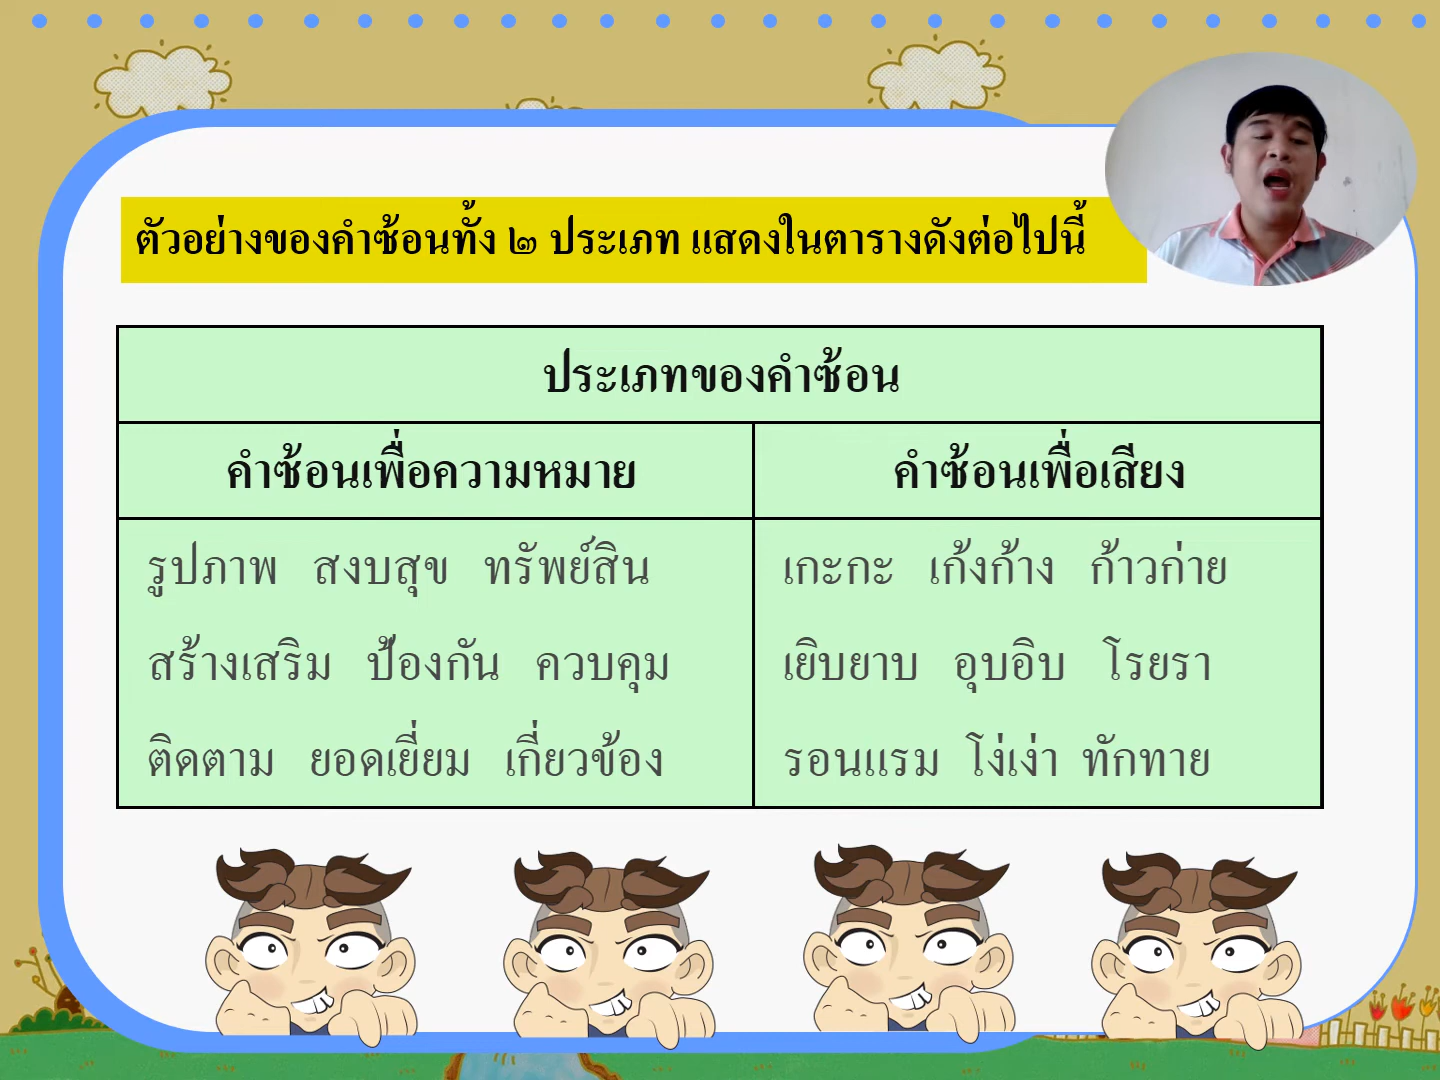 ตัวอย่างของคำซ้อนทั้ง ๒ ประเภท แสดงในตารางดังต่อไปนี้
ประเภทของคำซ้อน
คำซ้อนเพื่อความหมาย
คำซ้อนเพื่อเสียง
รูปภาพ สงบสุข ทรัพย์สิน
สร้างเสริม ป้องกัน ควบคุม
ติดตาม ยอดเยี่ยม เกี่ยวข้อง
เกะกะ เก้งก้าง ก้าวก่าย
เยิบยาบ อุบอิบ โรยรา
รอนแรม โง่เง่า ทักทาย